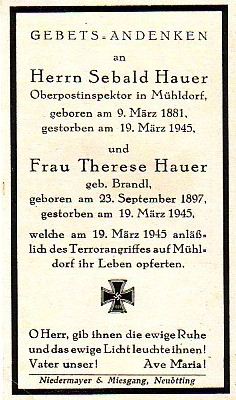 GEBETS-ANDENKEN
an
Herrn Sebald Hauer
Oberpostinspektor in Mühldorf,
geboren am 9. März 1881,
gestorben am 19. März 1945,
und
Frau Therese Hauer
geb. Brandl,
geboren am 23. September 1897,
gestorben am 19. März 1945,
welche am 19. März 1945 anläß-
lich des Terrorangriffes auf Mühl-
dorf ihr Leben opferten.
O Herr, gib ihnen die ewige Ruhe
und das ewige Licht leuchte ihnen!
Vater unser! Ave Maria!
Niedermayer & Miesgang, Neuötting